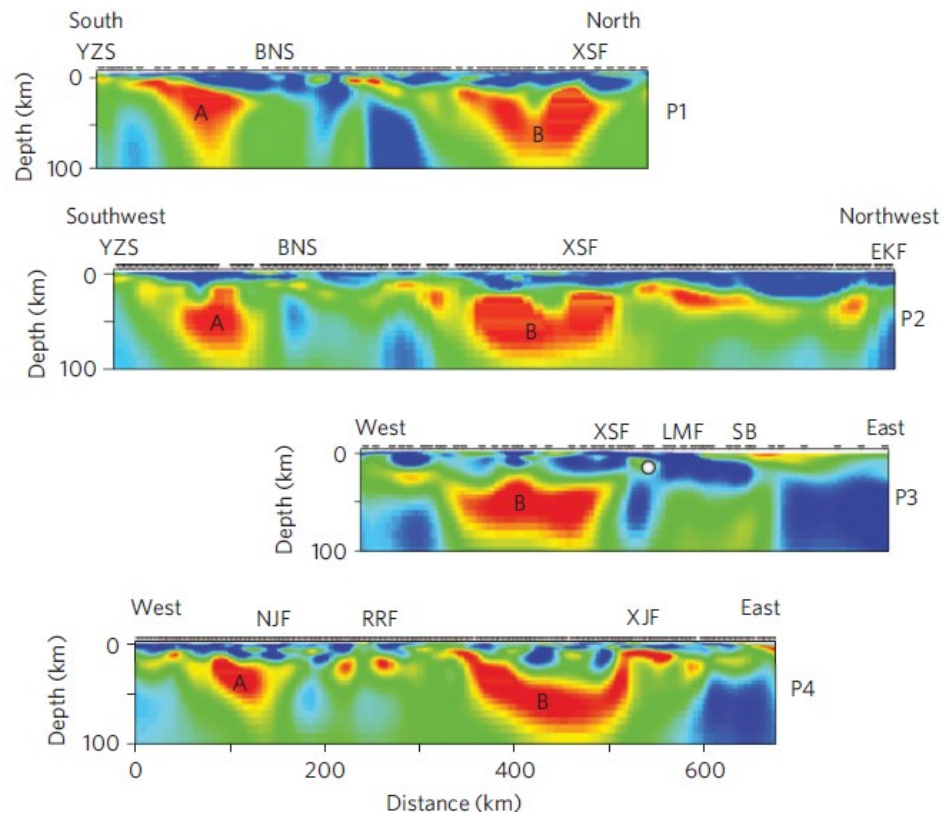 South North
YZS BNS XSF
0
A
B
P1
Depth (km)
100
Southwest Northwest
YZS BNS XSF EKF
0
A
B
P2
Depth (km)
100
West XSF LMF SB East
0
B
P3
Depth (km)
100
West NJF RRF XJF East
0
A
B
P4
Depth (km)
100
0 200 400 600
Distance (km)